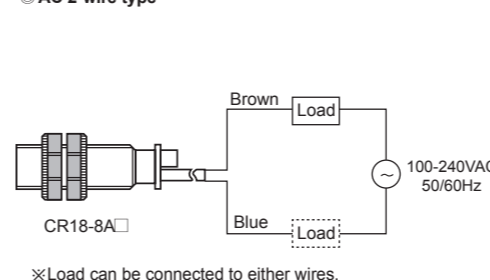 ◎AC 2-wire type
Brown
Load
100-240VAC
50/60Hz
CR18-8A□
Blue
Load
※Load can be connected to either wires.